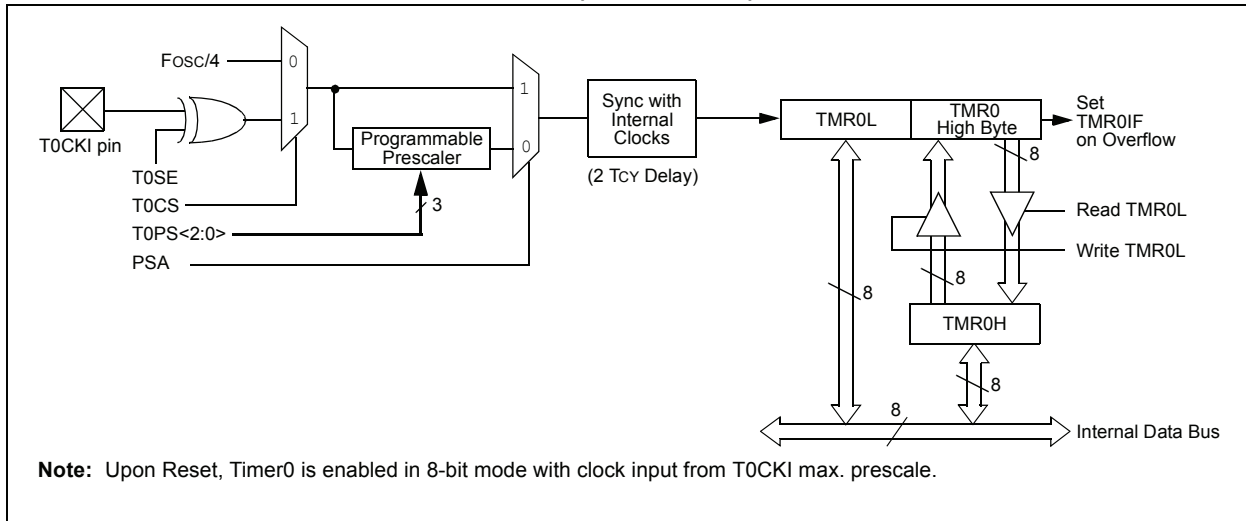 FOSC/4
0
1
T0CKI pin
T0SE
T0CS
T0PS<2:0>
PSA
Programmable
Prescaler
3
1
0
Sync with
Internal
Clocks
(2 TCY Delay)
TMR0L
TMR0
High Byte
Set
TMR0IF
on Overflow
8
Read TMR0L
Write TMR0L
8
8
TMR0H
8
8
Internal Data Bus
Note: Upon Reset, Timer0 is enabled in 8-bit mode with clock input from T0CKI max. prescale.